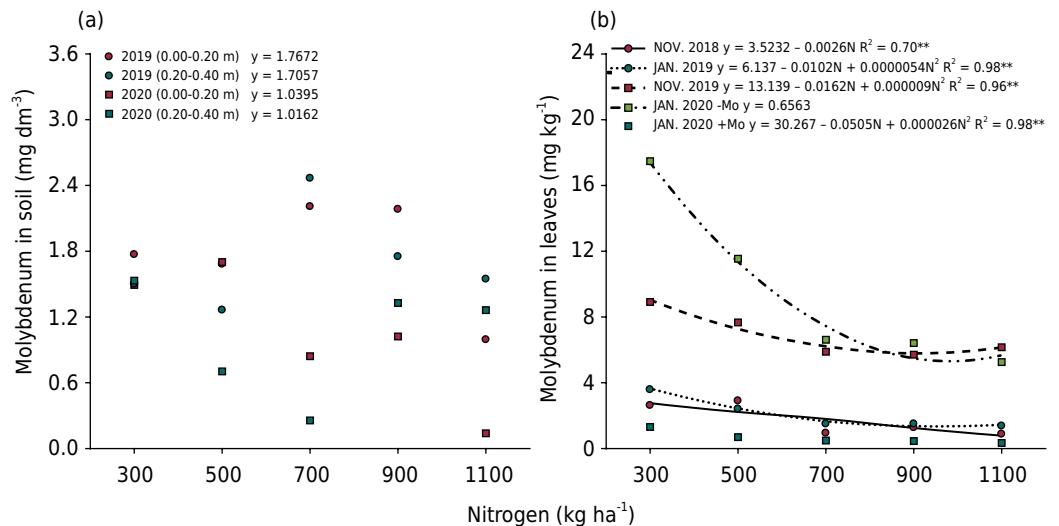 (a)
2019 (0.00-0.20 m) y = 1.7672
2019 (0.20-0.40 m) y = 1.7057
2020 (0.00-0.20 m) y = 1.0395
2020 (0.20-0.40 m) y = 1.0162
Molybdenum in soil (mg dm⁻³)
3.6
3.0
2.4
1.8
1.2
0.6
0.0
300 500 700 900 1100
(b)
NOV. 2018 y = 3.5232 – 0.0026N R² = 0.70**
JAN. 2019 y = 6.137 – 0.0102N + 0.0000054N² R² = 0.98**
NOV. 2019 y = 13.139 – 0.0162N + 0.000009N² R² = 0.96**
JAN. 2020 -Mo y = 0.6563
JAN. 2020 +Mo y = 30.267 – 0.0505N + 0.000026N² R² = 0.98**
Molybdenum in leaves (mg kg⁻¹)
24
20
16
12
8
4
0
300 500 700 900 1100
Nitrogen (kg ha⁻¹)